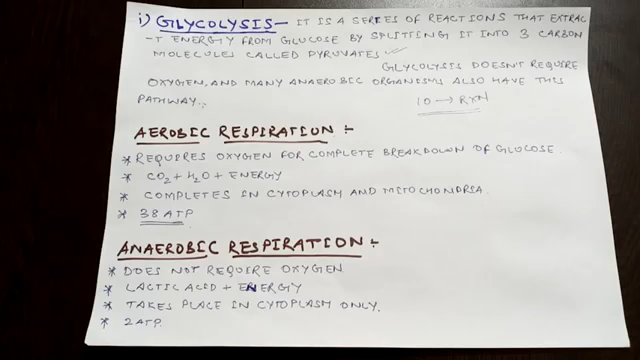 i) GLYCOLYSIS - IT IS A SERIES OF REACTIONS THAT EXTRAC
-T ENERGIY FROM GLUCOSE BY SPLITING IT INTO 3 CARBON
MOLECULES CALLED PYRUVATES.
GLYCOLYSIS DOESN'T REQUIRE
OXYGEN, AND MANY ANAEROBIC ORGANISMS ALSO HAVE THIS
PATHWAY..
10 → RXN
AEROBIC RESPIRATION :-
* REQUIRES OXYGEN FOR COMPLETE BREAKDOWN OF GLUCOSE.
* CO2 + H2O + ENERGY
* COMPLETES IN CYTOPLASM AND MITOCHONDRIA.
* 38 ATP
ANAEROBIC RESPIRATION :-
* DOES NOT REQUIRE OXYGEN
* LACTIC ACID + ENERGIY
* TAKES PLACE IN CYTOPLASM ONLY.
* 2 ATP.